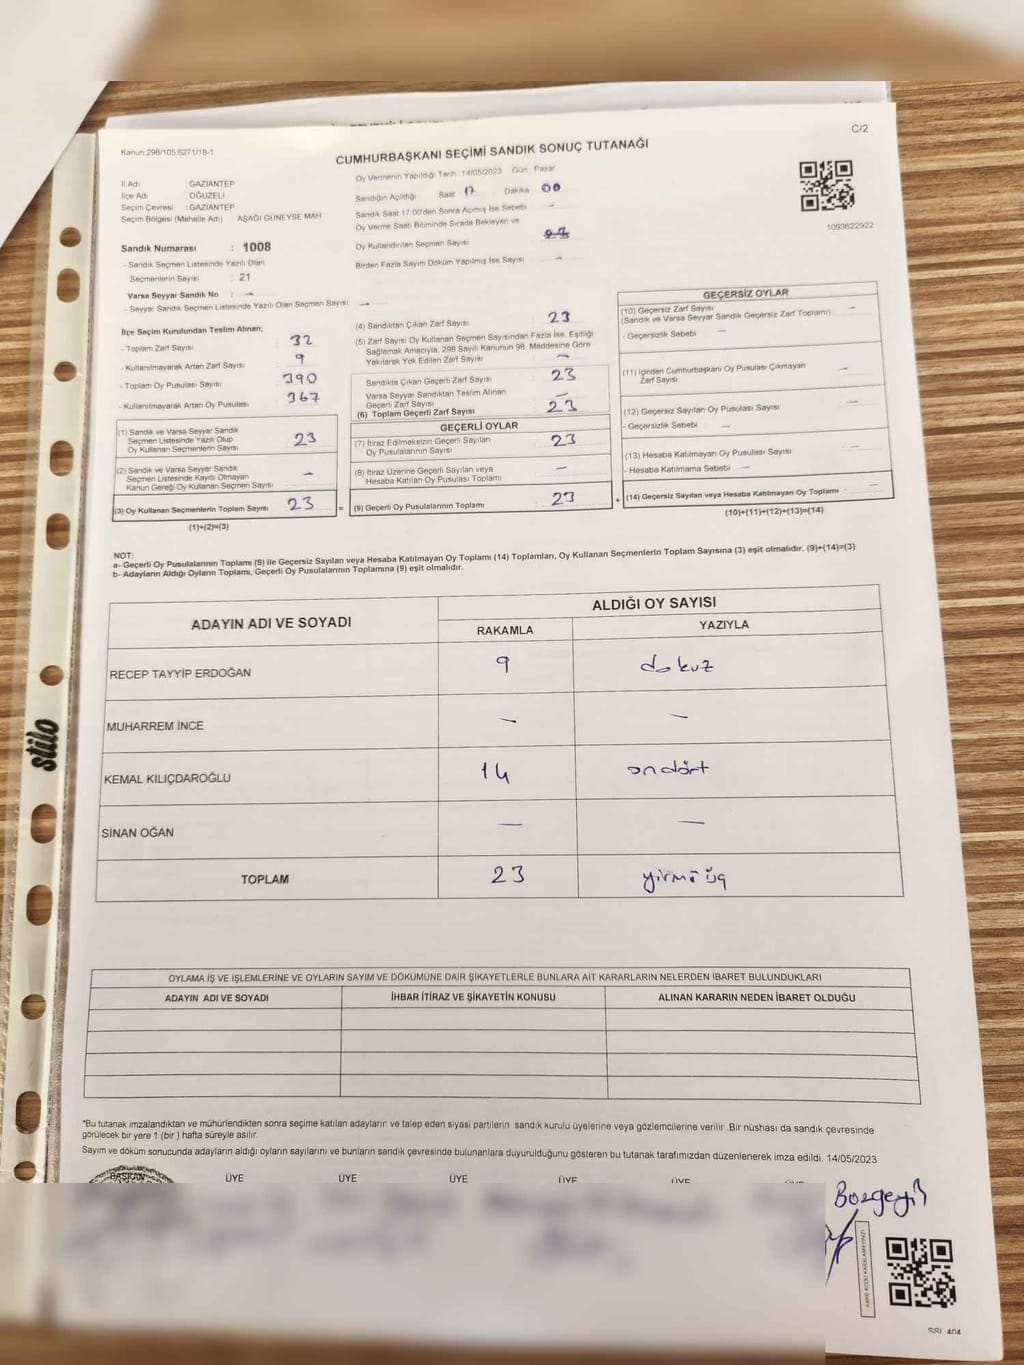 C/2
Kanun:298/105,6271/18-1
CUMHURBAŞKANI SEÇİMİ SANDIK SONUÇ TUTANAĞI
İl Adı : GAZİANTEP
İlçe Adı : OĞUZELİ
Seçim Çevresi : GAZİANTEP
Seçim Bölgesi (Mahalle Adı) AŞAĞI GÜNEYSE MAH
Sandık Numarası : 1008
- Sandık Seçmen Listesinde Yazılı Olan
Seçmenlerin Sayısı : 21
Varsa Seyyar Sandık No : —
- Seyyar Sandık Seçmen Listesinde Yazılı Olan Seçmen Sayısı : —
Oy Vermenin Yapıldığı Tarih : 14/05/2023 Gün : Pazar
Sandığın Açıldığı Saat 17 Dakika 00
Sandık Saat 17:00'den Sonra Açılmış İse Sebebi —
Oy Verme Saati Bitiminde Sırada Bekleyen ve
Oy Kullandırılan Seçmen Sayısı
Birden Fazla Sayım Döküm Yapılmış İse Sayısı —
1093622922
İlçe Seçim Kurulundan Teslim Alınan;
- Toplam Zarf Sayısı 32
- Kullanılmayarak Artan Zarf Sayısı 9
- Toplam Oy Pusulası Sayısı 390
- Kullanılmayarak Artan Oy Pusulası 367
(1) Sandık ve Varsa Seyyar Sandık
Seçmen Listesinde Yazılı Olup
Oy Kullanan Seçmenlerin Sayısı 23
(2) Sandık ve Varsa Seyyar Sandık
Seçmen Listesinde Kayıtlı Olmayan
Kanun Gereği Oy Kullanan Seçmen Sayısı —
(3) Oy Kullanan Seçmenlerin Toplam Sayısı 23 =
(1)+(2)=(3)
(4) Sandıktan Çıkan Zarf Sayısı 23
(5) Zarf Sayısı Oy Kullanan Seçmen Sayısından Fazla İse, Eşitliği
Sağlamak Amacıyla, 298 Sayılı Kanunun 98. Maddesine Göre
Yakılarak Yok Edilen Zarf Sayısı —
Sandıkta Çıkan Geçerli Zarf Sayısı 23
Varsa Seyyar Sandıktan Teslim Alınan
Geçerli Zarf Sayısı —
(6) Toplam Geçerli Zarf Sayısı 23
GEÇERLİ OYLAR
(7) İtiraz Edilmeksizin Geçerli Sayılan
Oy Pusulalarının Sayısı 23
(8) İtiraz Üzerine Geçerli Sayılan veya
Hesaba Katılan Oy Pusulası Toplamı —
(9) Geçerli Oy Pusulalarının Toplamı 23 +
GEÇERSİZ OYLAR
(10) Geçersiz Zarf Sayısı —
(Sandık ve Varsa Seyyar Sandık Geçersiz Zarf Toplamı)
- Geçersizlik Sebebi : —
(11) İçinden Cumhurbaşkanı Oy Pusulası Çıkmayan
Zarf Sayısı —
(12) Geçersiz Sayılan Oy Pusulası Sayısı —
- Geçersizlik Sebebi : —
(13) Hesaba Katılmayan Oy Pusulası Sayısı —
- Hesaba Katılmama Sebebi —
(14) Geçersiz Sayılan veya Hesaba Katılmayan Oy Toplamı : —
(10)+(11)+(12)+(13)=(14)
NOT:
a- Geçerli Oy Pusulalarının Toplamı (9) ile Geçersiz Sayılan veya Hesaba Katılmayan Oy Toplamı (14) Toplamları, Oy Kullanan Seçmenlerin Toplam Sayısına (3) eşit olmalıdır. (9)+(14)=(3)
b- Adayların Aldığı Oyların Toplamı, Geçerli Oy Pusulalarının Toplamına (9) eşit olmalıdır.
ADAYIN ADI VE SOYADI
ALDIĞI OY SAYISI
RAKAMLA YAZIYLA
RECEP TAYYİP ERDOĞAN 9 dokuz
MUHARREM İNCE — —
KEMAL KILIÇDAROĞLU 14 ondört
SİNAN OĞAN — —
TOPLAM 23 yirmi üç
OYLAMA İŞ VE İŞLEMLERİNE VE OYLARIN SAYIM VE DÖKÜMÜNE DAİR ŞİKAYETLERLE BUNLARA AİT KARARLARIN NELERDEN İBARET BULUNDUKLARI
ADAYIN ADI VE SOYADI İHBAR İTİRAZ VE ŞİKAYETİN KONUSU ALINAN KARARIN NEDEN İBARET OLDUĞU
*Bu tutanak imzalandıktan ve mühürlendikten sonra seçime katılan adayların ve talep eden siyasi partilerin sandık kurulu üyelerine veya gözlemcilerine verilir. Bir nüshası da sandık çevresinde
görülecek bir yere 1 (bir ) hafta süreyle asılır.
Sayım ve döküm sonucunda adayların aldığı oyların sayılarını ve bunların sandık çevresinde bulunanlara duyurulduğunu gösteren bu tutanak tarafımızdan düzenlenerek imza edildi. 14/05/2023
BAŞKAN ÜYE ÜYE ÜYE ÜYE ÜYE
Bozgeyik
SSI 404
stilo